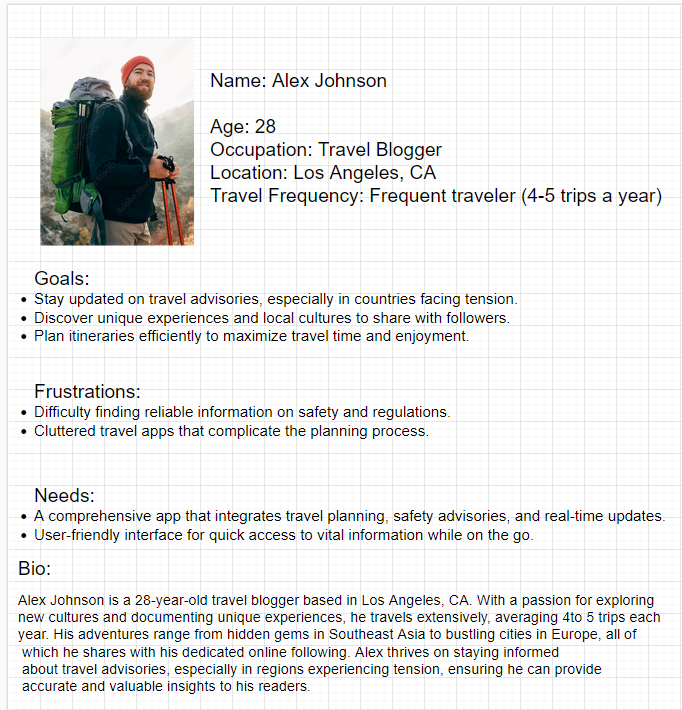 Name: Alex Johnson
Age: 28
Occupation: Travel Blogger
Location: Los Angeles, CA
Travel Frequency: Frequent traveler (4-5 trips a year)
Goals:
• Stay updated on travel advisories, especially in countries facing tension.
• Discover unique experiences and local cultures to share with followers.
• Plan itineraries efficiently to maximize travel time and enjoyment.
Frustrations:
• Difficulty finding reliable information on safety and regulations.
• Cluttered travel apps that complicate the planning process.
Needs:
• A comprehensive app that integrates travel planning, safety advisories, and real-time updates.
• User-friendly interface for quick access to vital information while on the go.
Bio:
Alex Johnson is a 28-year-old travel blogger based in Los Angeles, CA. With a passion for exploring
new cultures and documenting unique experiences, he travels extensively, averaging 4to 5 trips each
year. His adventures range from hidden gems in Southeast Asia to bustling cities in Europe, all of
which he shares with his dedicated online following. Alex thrives on staying informed
about travel advisories, especially in regions experiencing tension, ensuring he can provide
accurate and valuable insights to his readers.